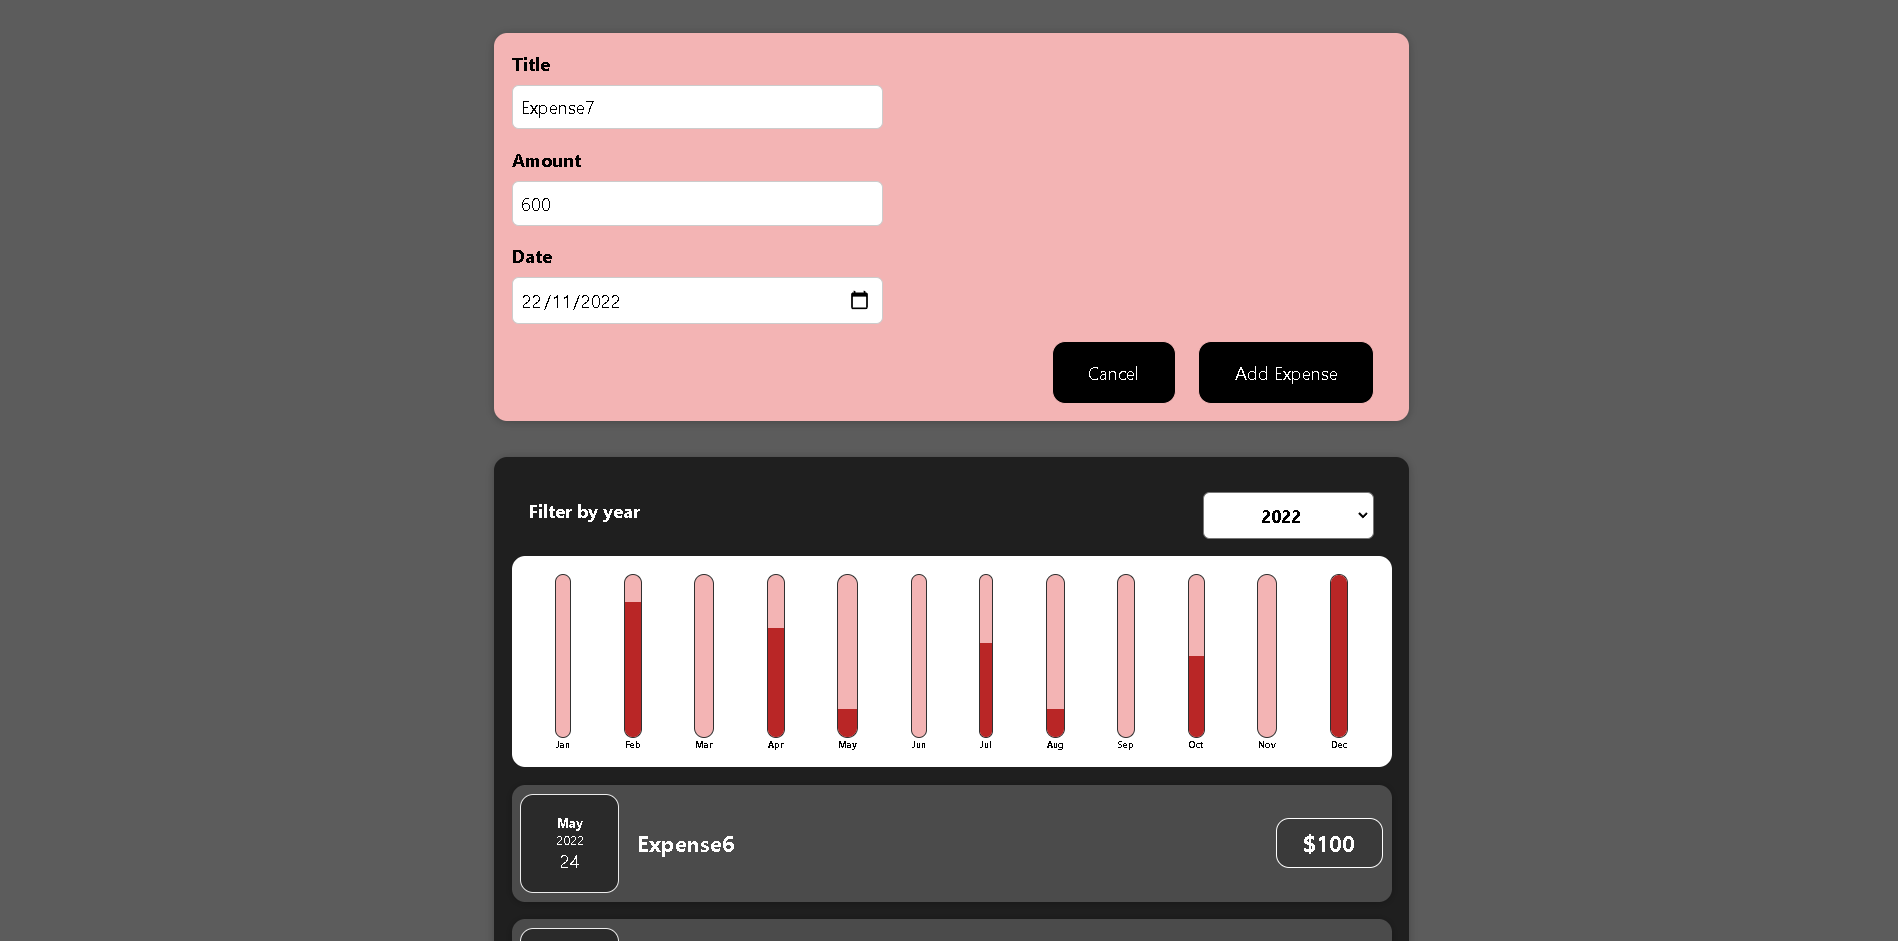 Title
Expense7
Amount
600
Date
22/11/2022
Cancel Add Expense
Filter by year 2022
Jan Feb Mar Apr May Jun Jul Aug Sep Oct Nov Dec
May
2022
24
Expense6
$100